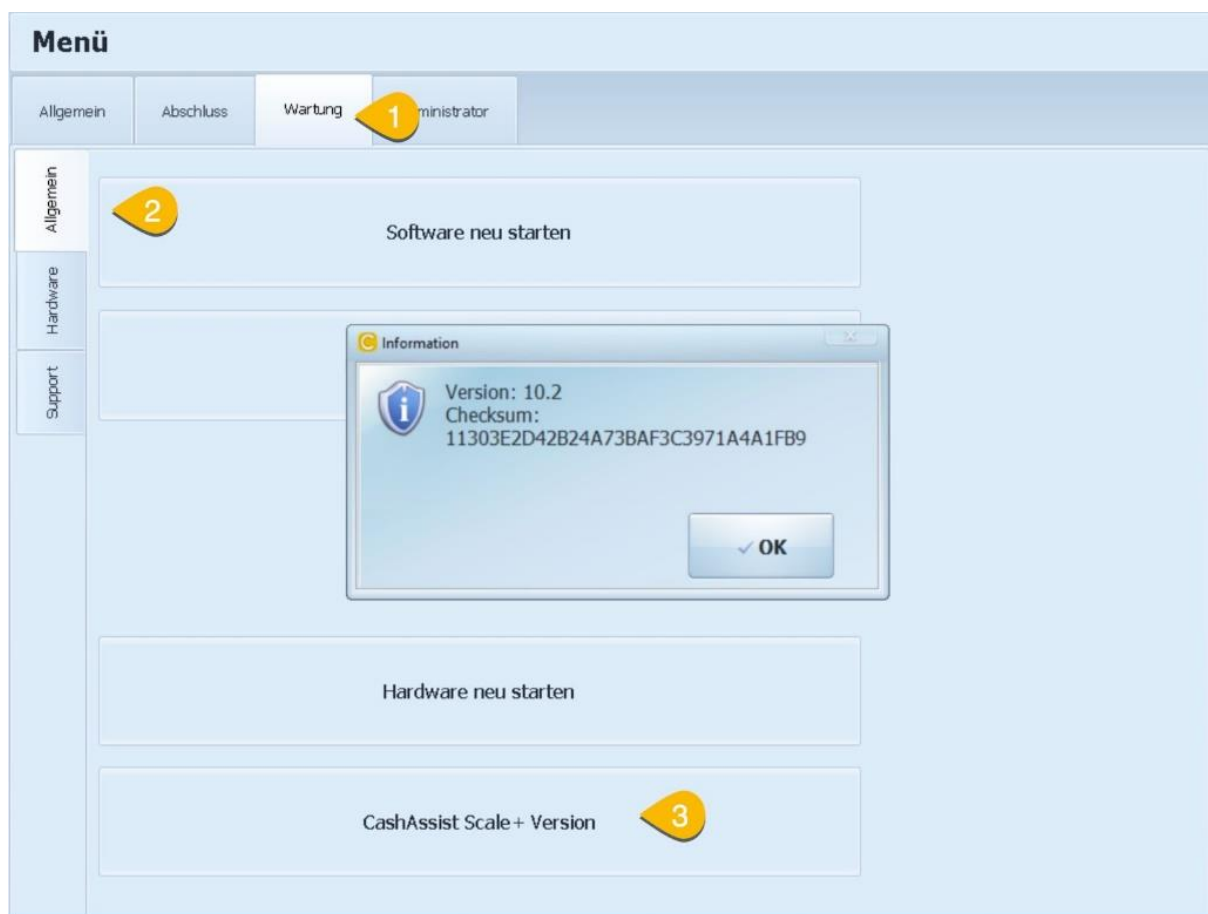 Menü
Allgemein
Abschluss
Wartung
1
ministrator
Allgemein
2
Software neu starten
Hardware
Support
Information
Version: 10.2
Checksum:
11303E2D42B24A73BAF3C3971A4A1FB9
OK
Hardware neu starten
CashAssist Scale+ Version
3